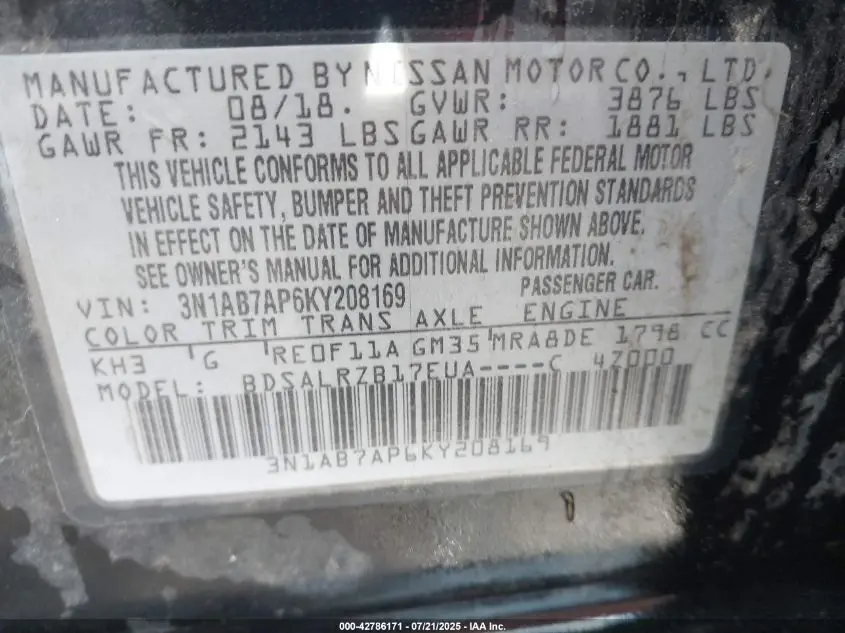 MANUFACTURED BY NISSAN MOTOR CO., LTD.
DATE: 08/18. GVWR: 3876 LBS
GAWR FR: 2143 LBS GAWR RR: 1881 LBS
THIS VEHICLE CONFORMS TO ALL APPLICABLE FEDERAL MOTOR
VEHICLE SAFETY, BUMPER AND THEFT PREVENTION STANDARDS
IN EFFECT ON THE DATE OF MANUFACTURE SHOWN ABOVE.
SEE OWNER'S MANUAL FOR ADDITIONAL INFORMATION.
VIN: 3N1AB7AP6KY208169 PASSENGER CAR.
COLOR TRIM TRANS AXLE ENGINE
KH3 G RE0F11A GM35 MRA8DE 1798 CC
MODEL: BDSALRZB17EUA----C 4Z000
3N1AB7AP6KY208169
000-42786171 - 07/21/2025 - IAA Inc.